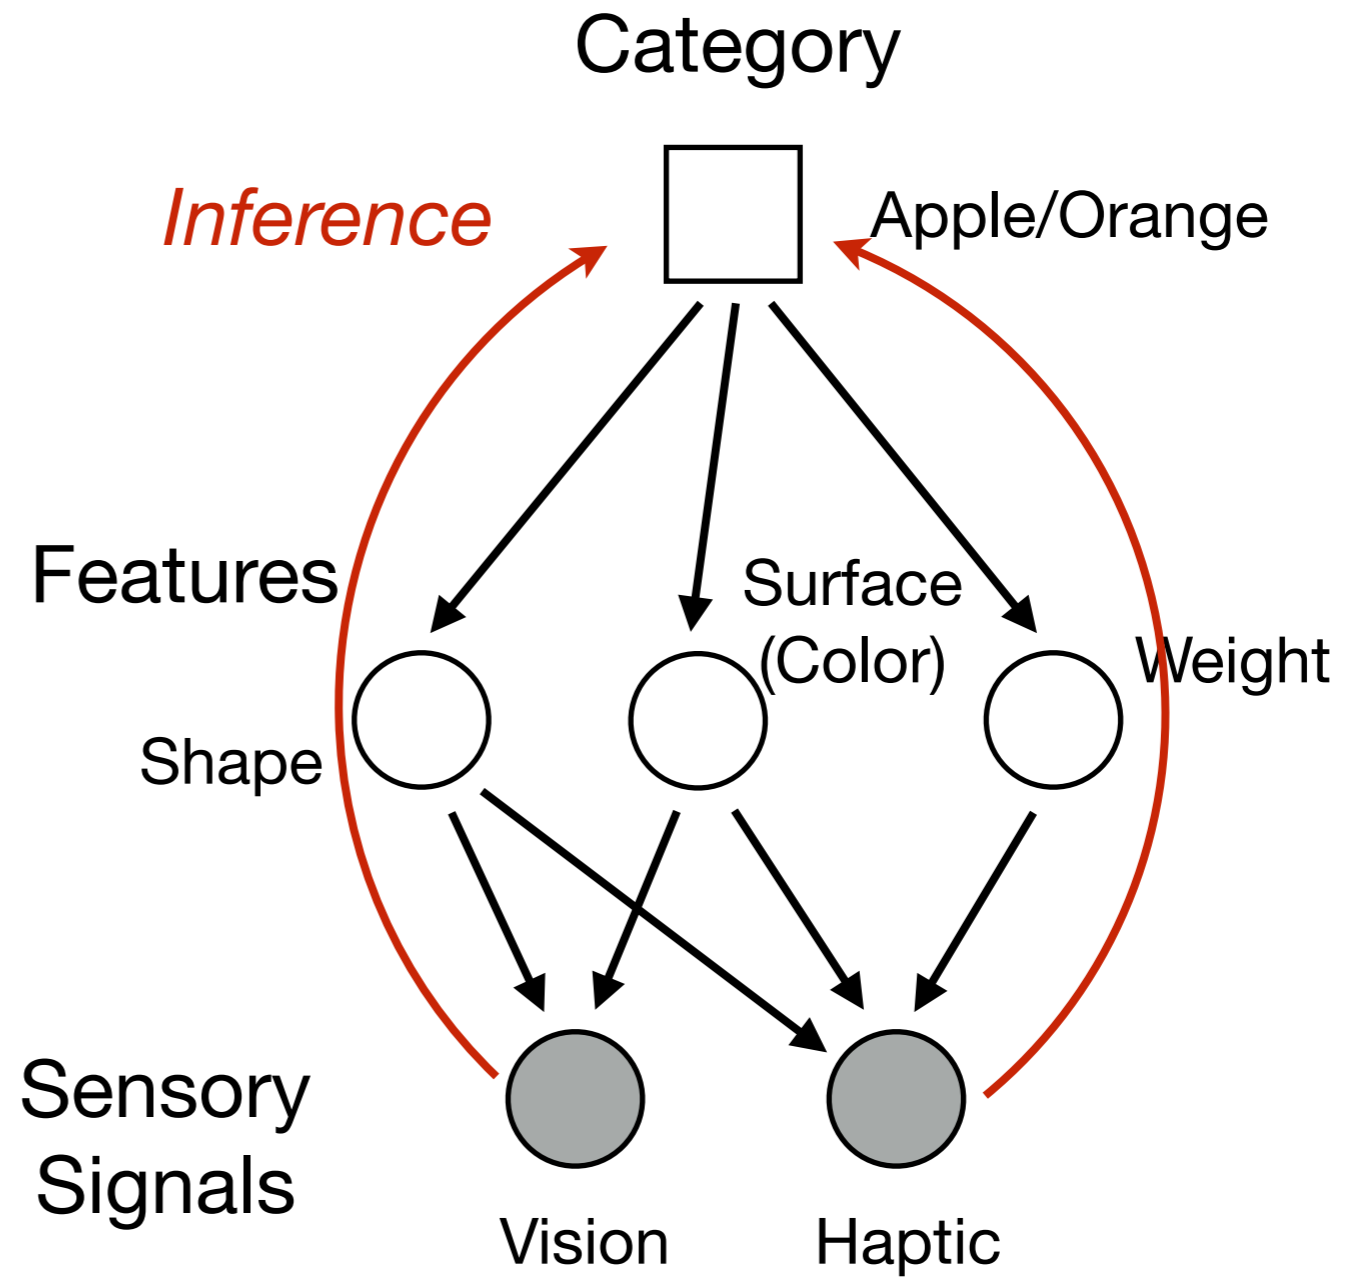 Category
Inference
Apple/Orange
Features
Surface
(Color)
Weight
Shape
Sensory
Signals
Vision
Haptic